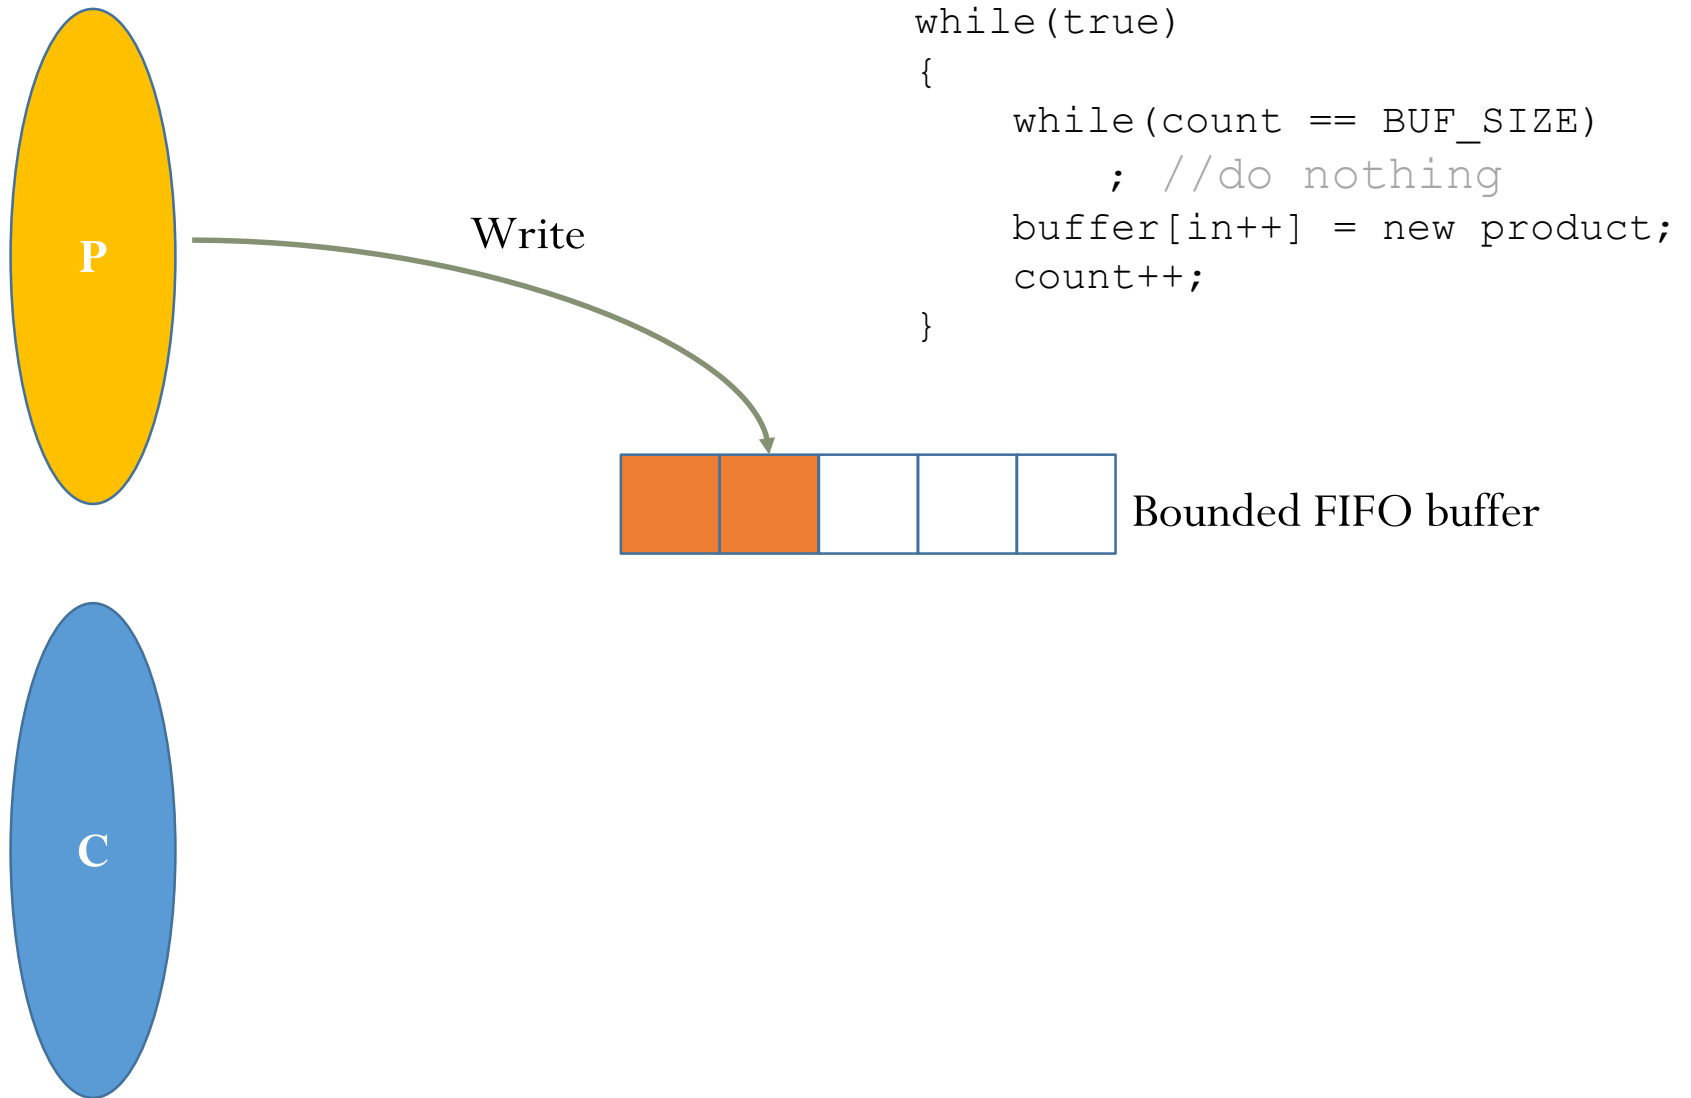 while(true)
{
    while(count == BUF_SIZE)
        ; //do nothing
    buffer[in++] = new product;
    count++;
}
Write
P
Bounded FIFO buffer
C